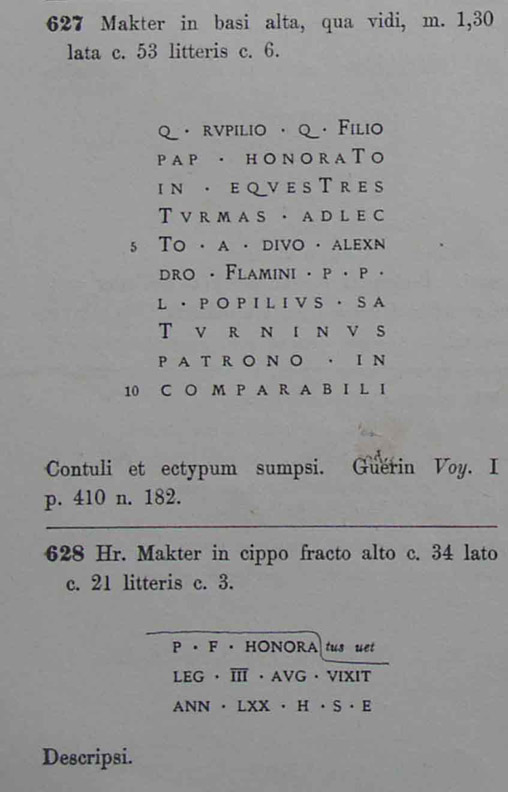 627 Makter in basi alta, qua vidi, m. 1,30
lata c. 53 litteris c. 6.
Q · RVPILIO · Q · FILIO
PAP · HONORATO
IN · EQVESTRES
TVRMAS · ADLEC
5 TO · A · DIVO · ALEXN
DRO · FLAMINI · P · P ·
L · POPILIVS · SA
TVRNINVS
PATRONO · IN
10 COMPARABILI
Contuli et ectypum sumpsi. Guérin Voy. I
p. 410 n. 182.
628 Hr. Makter in cippo fracto alto c. 34 lato
c. 21 litteris c. 3.
P · F · HONORAtus uet
LEG · III · AVG · VIXIT
ANN · LXX · H · S · E
Descripsi.